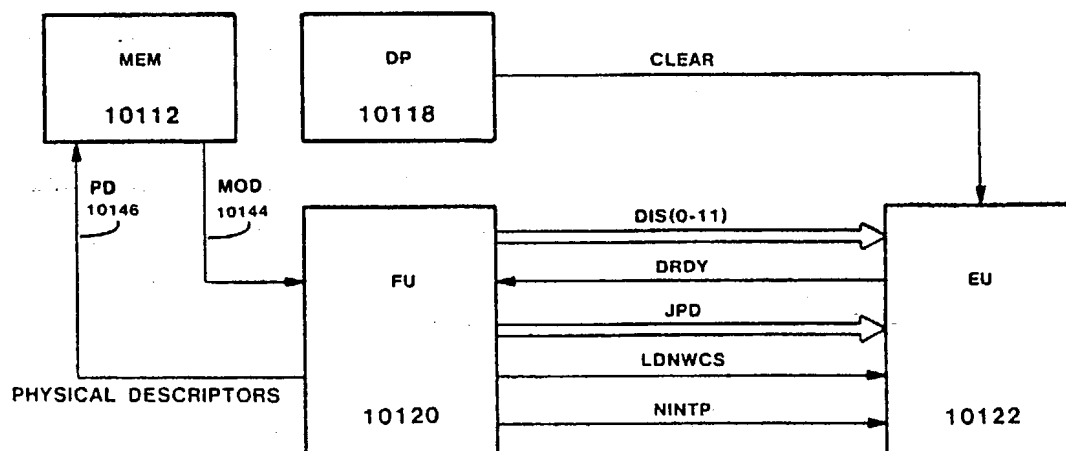 MEM
10112
DP
10118
CLEAR
PD
10146
MOD
10144
DIS(0-11)
DRDY
FU
EU
JPD
LDNWCS
PHYSICAL DESCRIPTORS
NINTP
10120
10122